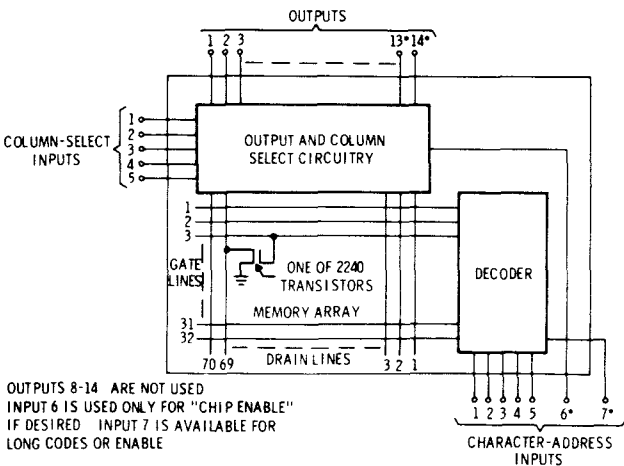 OUTPUTS
1 2 3 13* 14*
COLUMN-SELECT
INPUTS
1
2
3
4
5
OUTPUT AND COLUMN
SELECT CIRCUITRY
1
2
3
GATE
LINES
ONE OF 2240
TRANSISTORS
MEMORY ARRAY
31
32
70 69 3 2 1
DRAIN LINES
DECODER
1 2 3 4 5 6* 7*
CHARACTER-ADDRESS
INPUTS
OUTPUTS 8-14 ARE NOT USED
INPUT 6 IS USED ONLY FOR "CHIP ENABLE"
IF DESIRED INPUT 7 IS AVAILABLE FOR
LONG CODES OR ENABLE